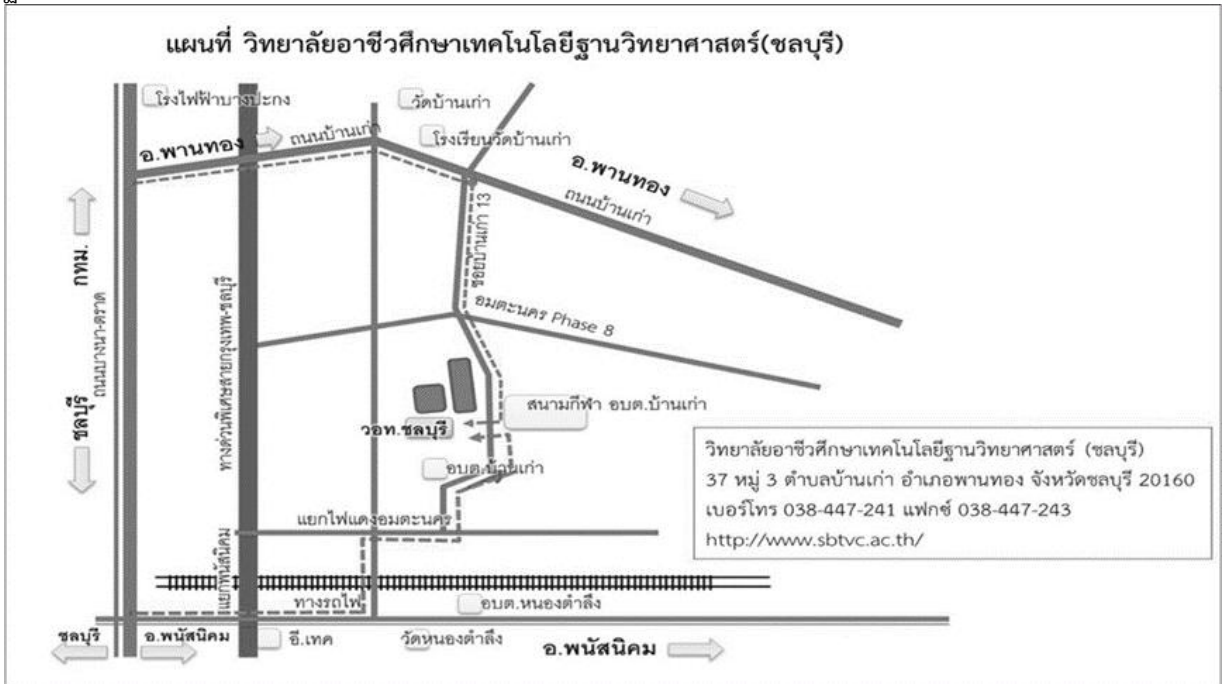 แผนที่ วิทยาลัยอาชีวศึกษาเทคโนโลยีฐานวิทยาศาสตร์(ชลบุรี)
โรงไฟฟ้าบางปะกง
วัดบ้านเก่า
อ.พานทอง
ถนนบ้านเก่า
โรงเรียนวัดบ้านเก่า
อ.พานทอง
ถนนบ้านเก่า
กทม.
ถนนบางนา-ตราด
ชลบุรี
ทางด่วนพิเศษสายกรุงเทพ-ชลบุรี
ซอยบ้านเก่า 13
อมตะนคร Phase 8
สนามกีฬา อบต.บ้านเก่า
วอท.ชลบุรี
อบต.บ้านเก่า
วิทยาลัยอาชีวศึกษาเทคโนโลยีฐานวิทยาศาสตร์ (ชลบุรี)
37 หมู่ 3 ตำบลบ้านเก่า อำเภอพานทอง จังหวัดชลบุรี 20160
เบอร์โทร 038-447-241 แฟกซ์ 038-447-243
http://www.sbtvc.ac.th/
แยกไฟแดงอมตะนคร
แยกพนัสนิคม
ทางรถไฟ
อบต.หนองตำลึง
ชลบุรี
อ.พนัสนิคม
อี.เทค
วัดหนองตำลึง
อ.พนัสนิคม